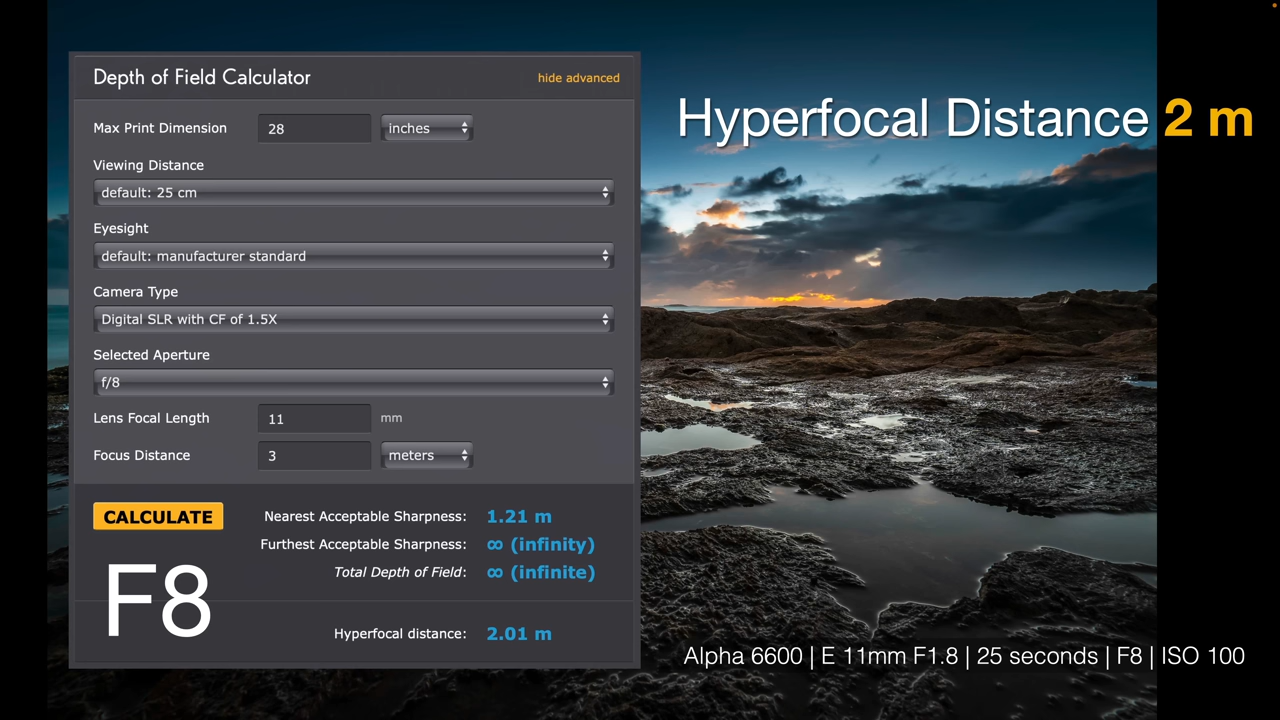 Depth of Field Calculator
hide advanced
Hyperfocal Distance 2 m
Max Print Dimension 28 inches
Viewing Distance
default: 25 cm
Eyesight
default: manufacturer standard
Camera Type
Digital SLR with CF of 1.5X
Selected Aperture
f/8
Lens Focal Length 11 mm
Focus Distance 3 meters
CALCULATE
Nearest Acceptable Sharpness: 1.21 m
Furthest Acceptable Sharpness: ∞ (infinity)
Total Depth of Field: ∞ (infinite)
F8
Hyperfocal distance: 2.01 m
Alpha 6600 | E 11mm F1.8 | 25 seconds | F8 | ISO 100